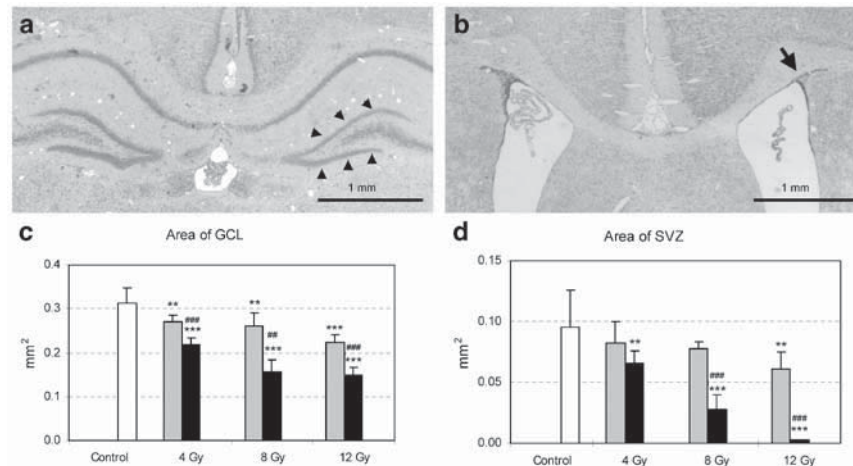 a
b
1 mm
1 mm
c
Area of GCL
0.4
0.3
0.2
0.1
0.0
mm²
**
###
***
**
##
***
***
###
***
Control
4 Gy
8 Gy
12 Gy
d
Area of SVZ
0.15
0.10
0.05
0.00
mm²
**
###
***
**
###
***
Control
4 Gy
8 Gy
12 Gy